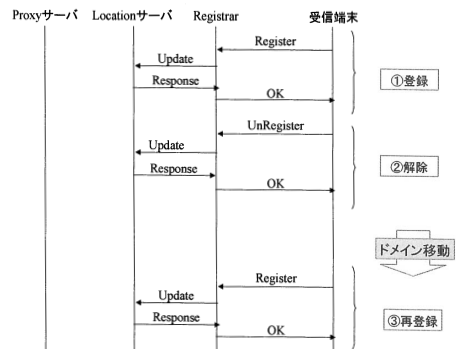 Proxyサーバ Locationサーバ Registrar 受信端末
Register
Update
Response
OK
①登録
UnRegister
Update
Response
OK
②解除
ドメイン移動
Register
Update
Response
OK
③再登録